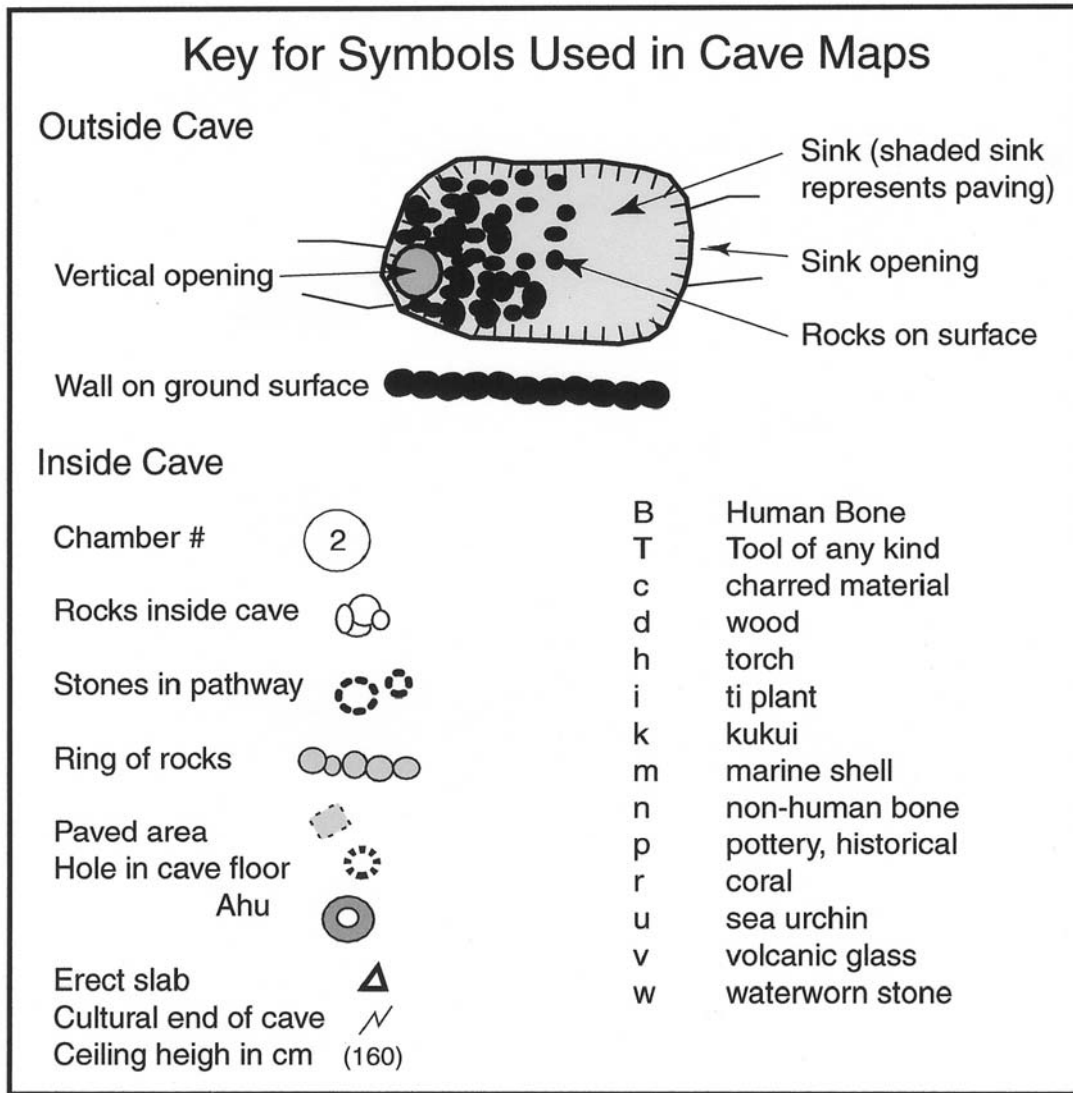 Key for Symbols Used in Cave Maps
Outside Cave
Sink (shaded sink
represents paving)
Vertical opening
Sink opening
Rocks on surface
Wall on ground surface
Inside Cave
Chamber # 2
Rocks inside cave
Stones in pathway
Ring of rocks
Paved area
Hole in cave floor
Ahu
Erect slab
Cultural end of cave
Ceiling heigh in cm (160)
B Human Bone
T Tool of any kind
c charred material
d wood
h torch
i ti plant
k kukui
m marine shell
n non-human bone
p pottery, historical
r coral
u sea urchin
v volcanic glass
w waterworn stone